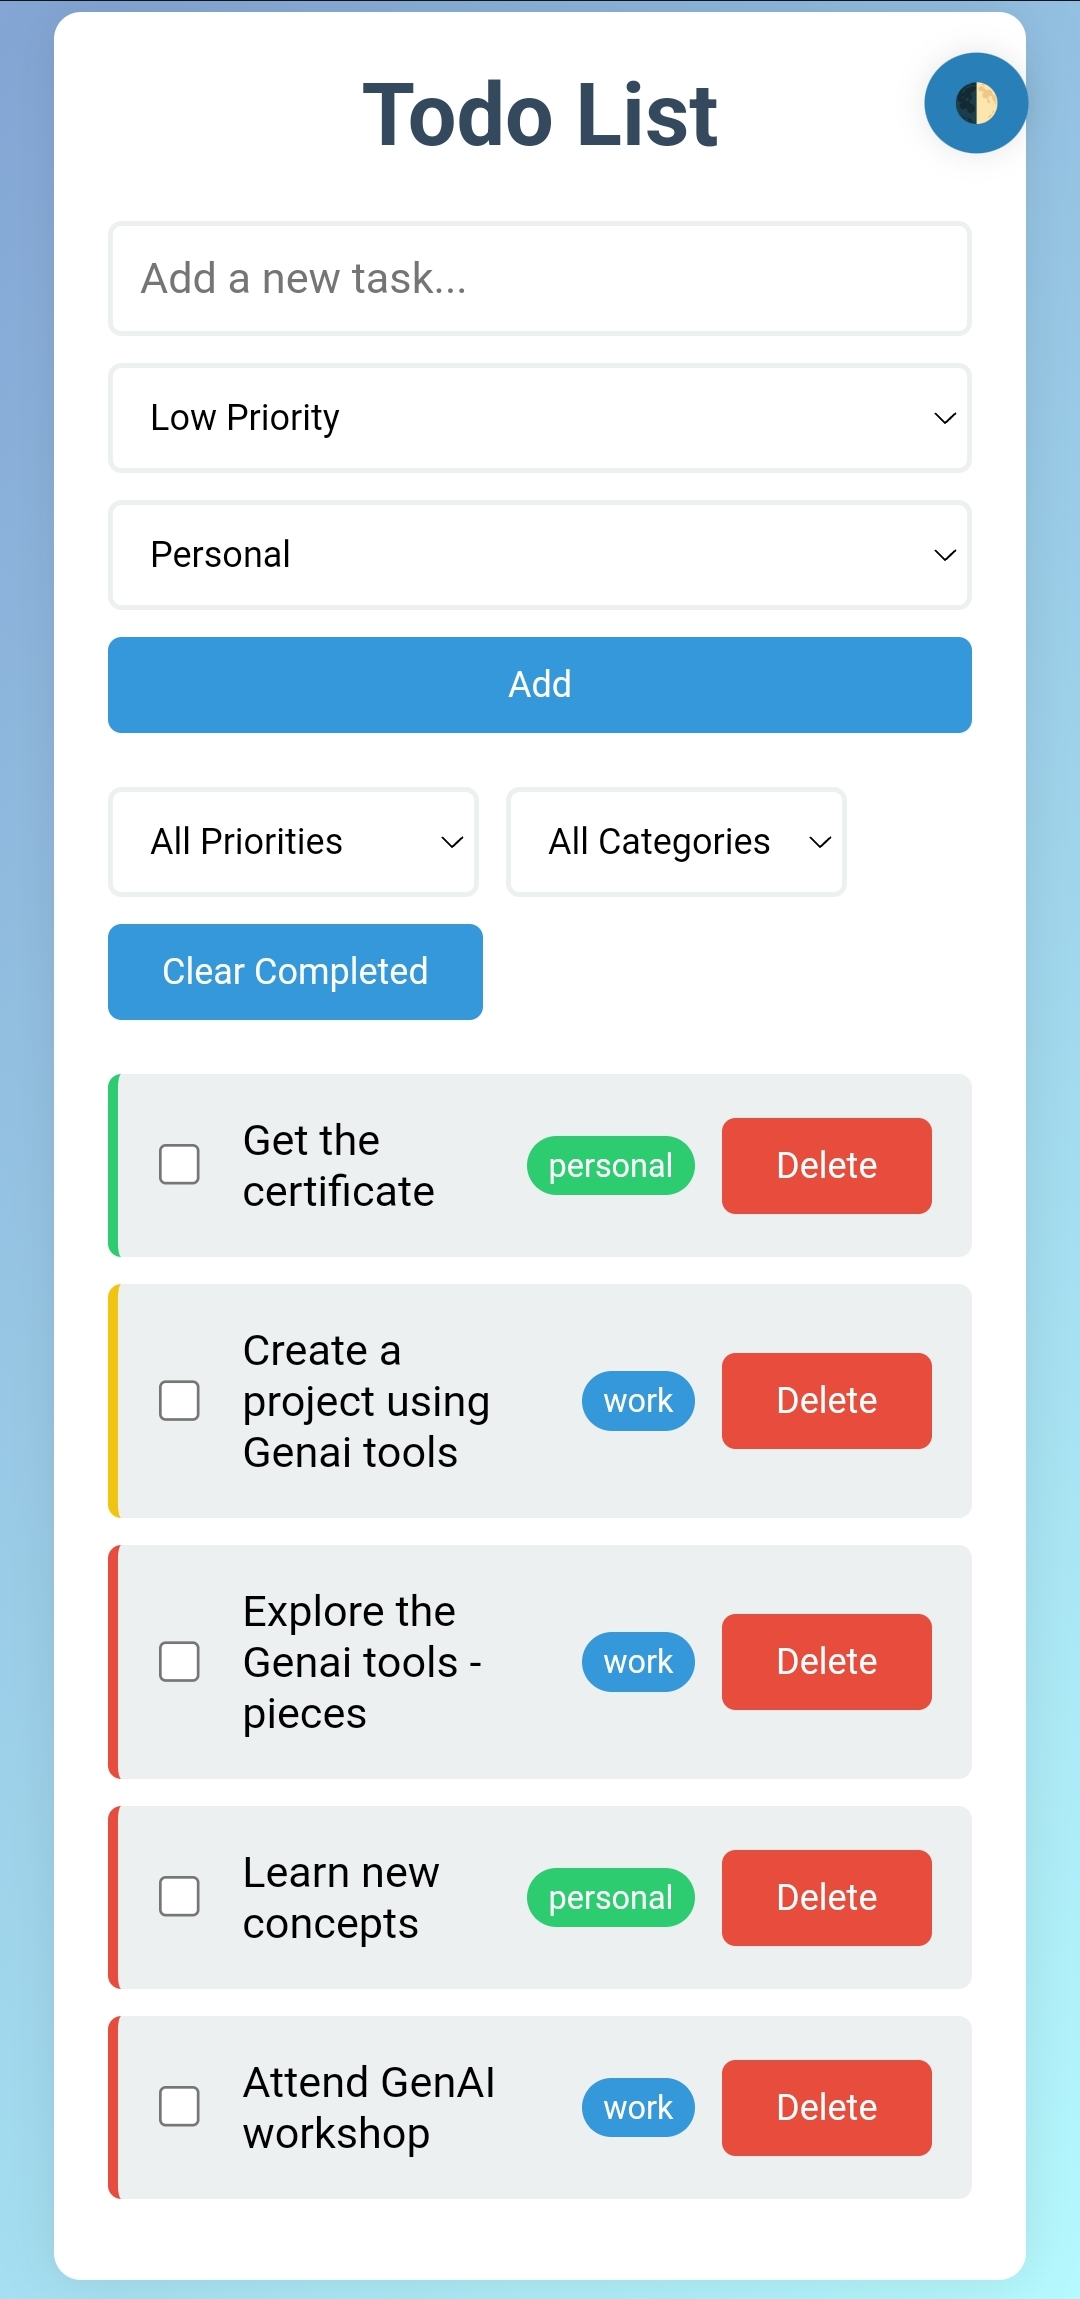 Todo List
Add a new task...
Low Priority
Personal
Add
All Priorities
All Categories
Clear Completed
Get the
certificate
personal
Delete
Create a
project using
Genai tools
work
Delete
Explore the
Genai tools -
pieces
work
Delete
Learn new
concepts
personal
Delete
Attend GenAI
workshop
work
Delete